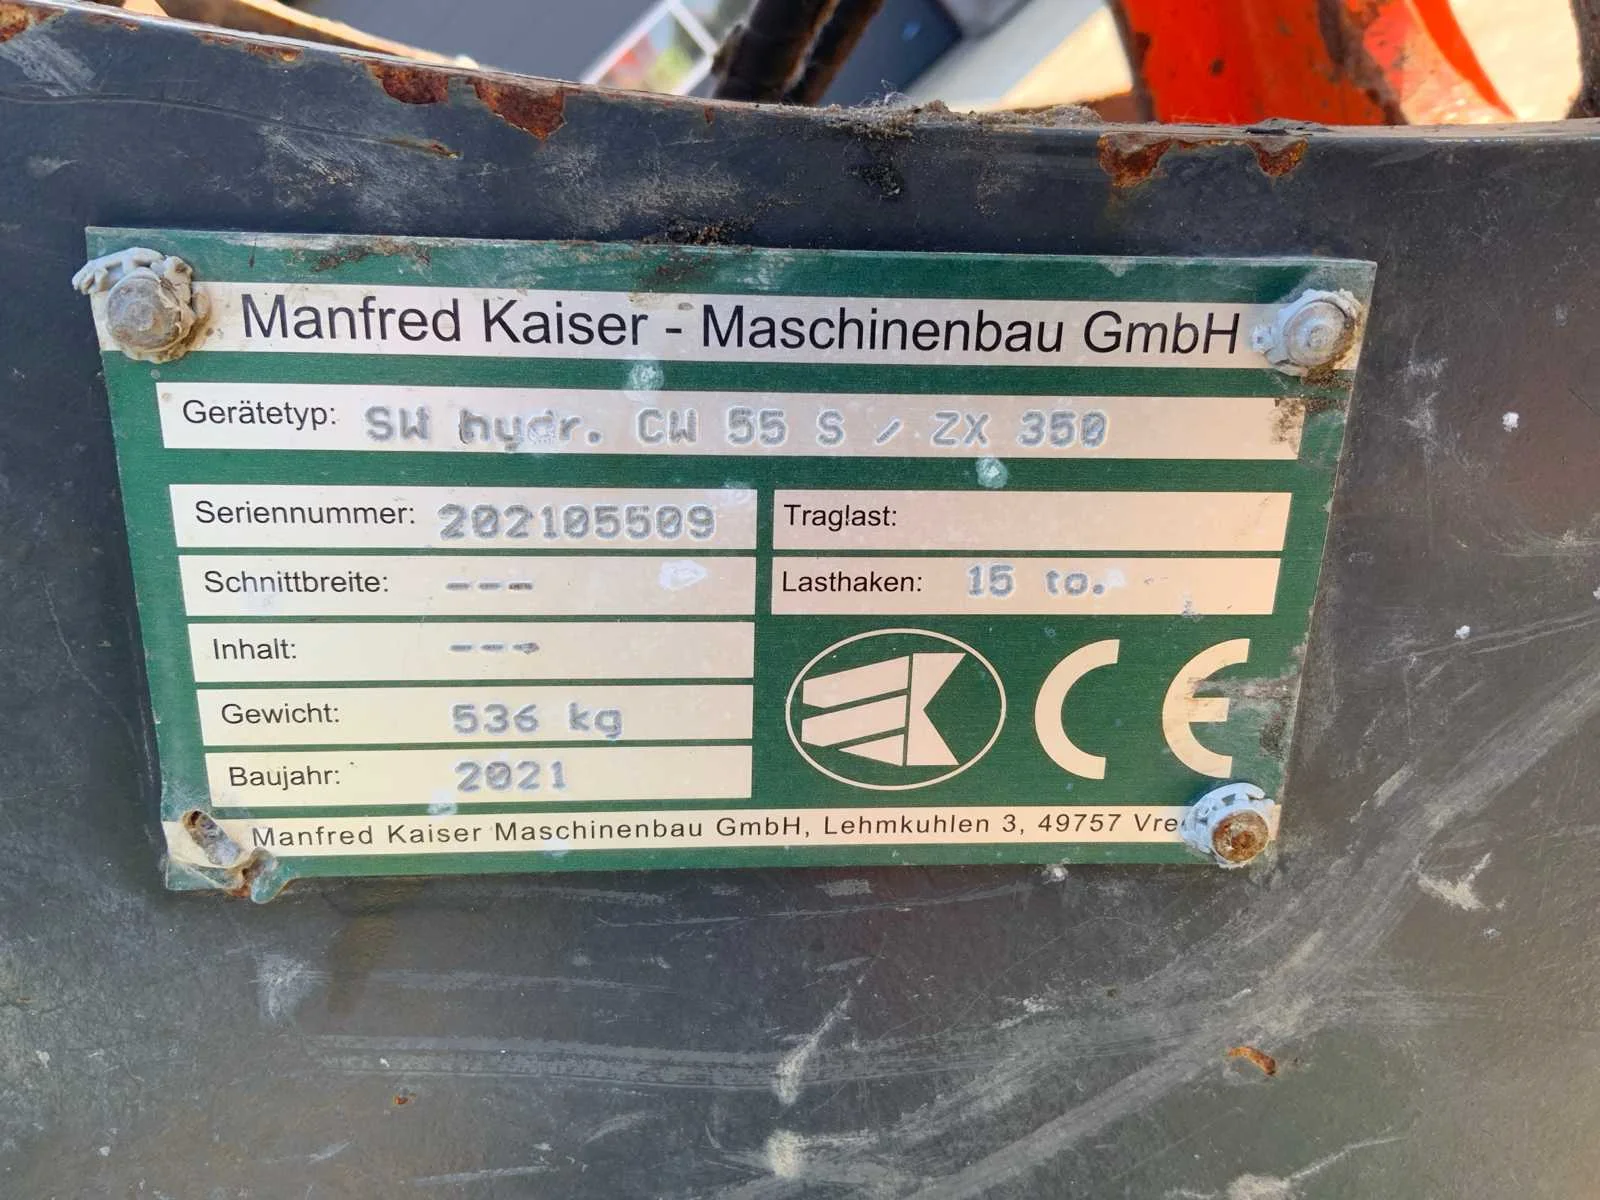 Manfred Kaiser - Maschinenbau GmbH
Gerätetyp: SW hydr. CW 55 S / ZX 350
Seriennummer: 202105509
Traglast:
Schnittbreite: ---
Lasthaken: 15 to.
Inhalt: ---
Gewicht: 536 kg
Baujahr: 2021
CE
Manfred Kaiser Maschinenbau GmbH, Lehmkuhlen 3, 49757